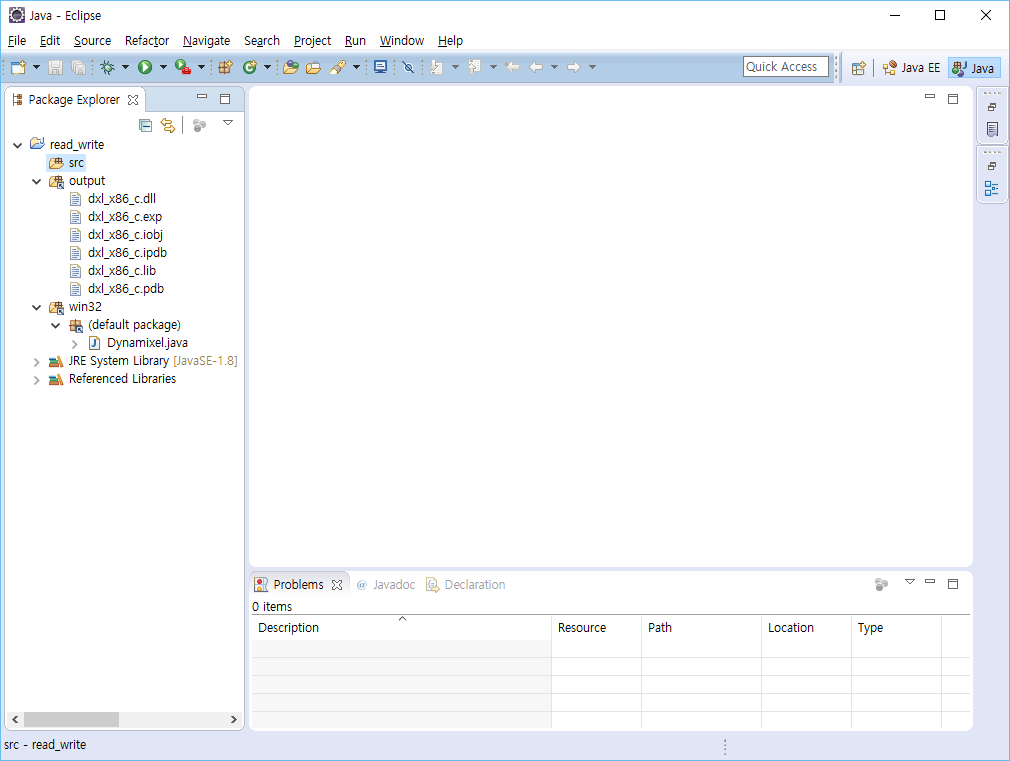 Java - Eclipse
File Edit Source Refactor Navigate Search Project Run Window Help
Quick Access Java EE Java
Package Explorer
read_write
src
output
dxl_x86_c.dll
dxl_x86_c.exp
dxl_x86_c.iobj
dxl_x86_c.ipdb
dxl_x86_c.lib
dxl_x86_c.pdb
win32
(default package)
Dynamixel.java
JRE System Library [JavaSE-1.8]
Referenced Libraries
Problems @ Javadoc Declaration
0 items
Description Resource Path Location Type
src - read_write